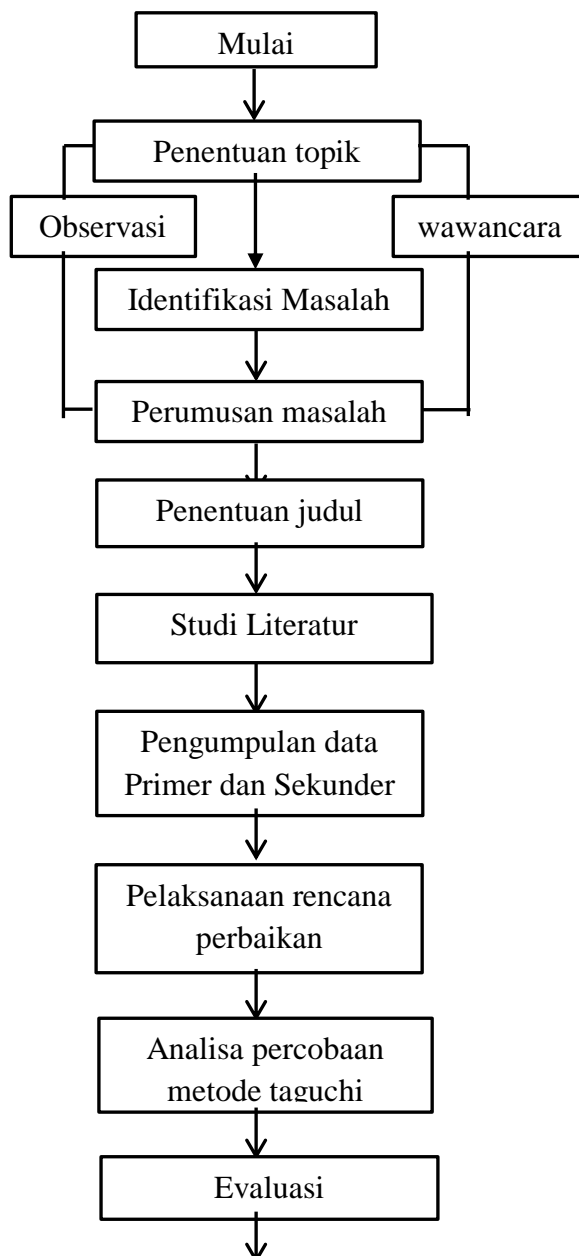 Mulai
Penentuan topik
Observasi
wawancara
Identifikasi Masalah
Perumusan masalah
Penentuan judul
Studi Literatur
Pengumpulan data
Primer dan Sekunder
Pelaksanaan rencana
perbaikan
Analisa percobaan
metode taguchi
Evaluasi